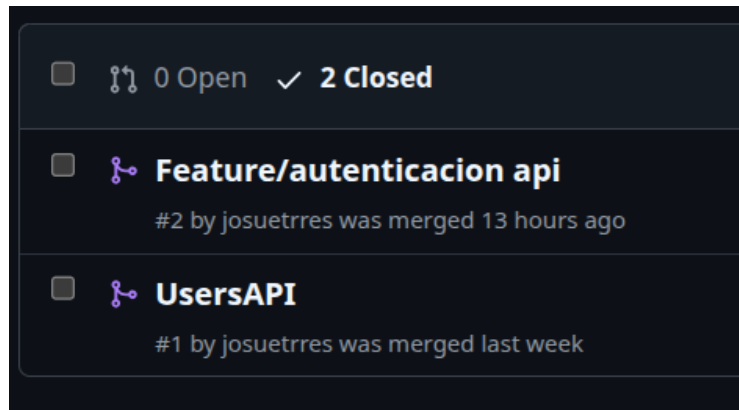 0 Open 2 Closed
Feature/autenticacion api
#2 by josuetrres was merged 13 hours ago
UsersAPI
#1 by josuetrres was merged last week